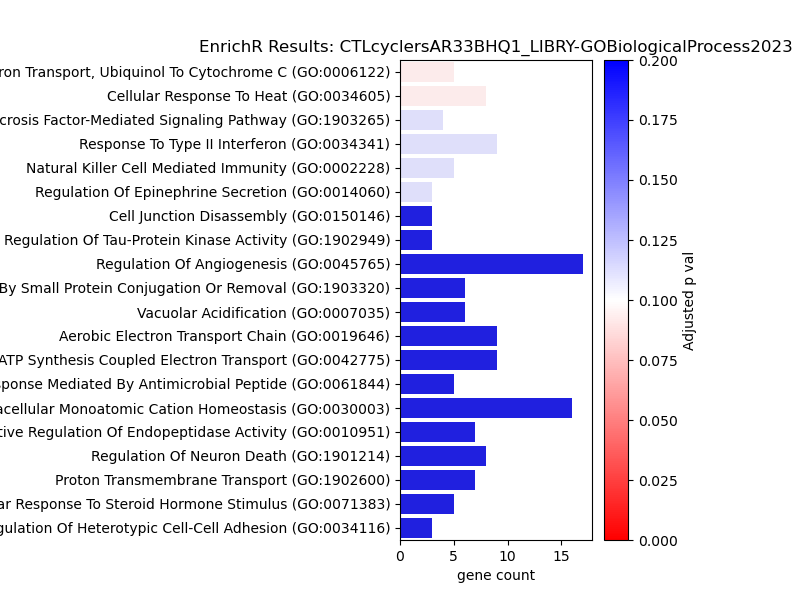 EnrichR Results: CTLcyclersAR33BHQ1_LIBRY-GOBiologicalProcess2023
Transport, Ubiquinol To Cytochrome C (GO:0006122)
Cellular Response To Heat (GO:0034605)
Factor-Mediated Signaling Pathway (GO:1903265)
Response To Type II Interferon (GO:0034341)
Natural Killer Cell Mediated Immunity (GO:0002228)
Regulation Of Epinephrine Secretion (GO:0014060)
Cell Junction Disassembly (GO:0150146)
Regulation Of Tau-Protein Kinase Activity (GO:1902949)
Regulation Of Angiogenesis (GO:0045765)
By Small Protein Conjugation Or Removal (GO:1903320)
Vacuolar Acidification (GO:0007035)
Aerobic Electron Transport Chain (GO:0019646)
ATP Synthesis Coupled Electron Transport (GO:0042775)
Mediated By Antimicrobial Peptide (GO:0061844)
Monoatomic Cation Homeostasis (GO:0030003)
Regulation Of Endopeptidase Activity (GO:0010951)
Regulation Of Neuron Death (GO:1901214)
Proton Transmembrane Transport (GO:1902600)
Response To Steroid Hormone Stimulus (GO:0071383)
Of Heterotypic Cell-Cell Adhesion (GO:0034116)
0 5 10 15
gene count
0.200
0.175
0.150
0.125
0.100
0.075
0.050
0.025
0.000
Adjusted p val